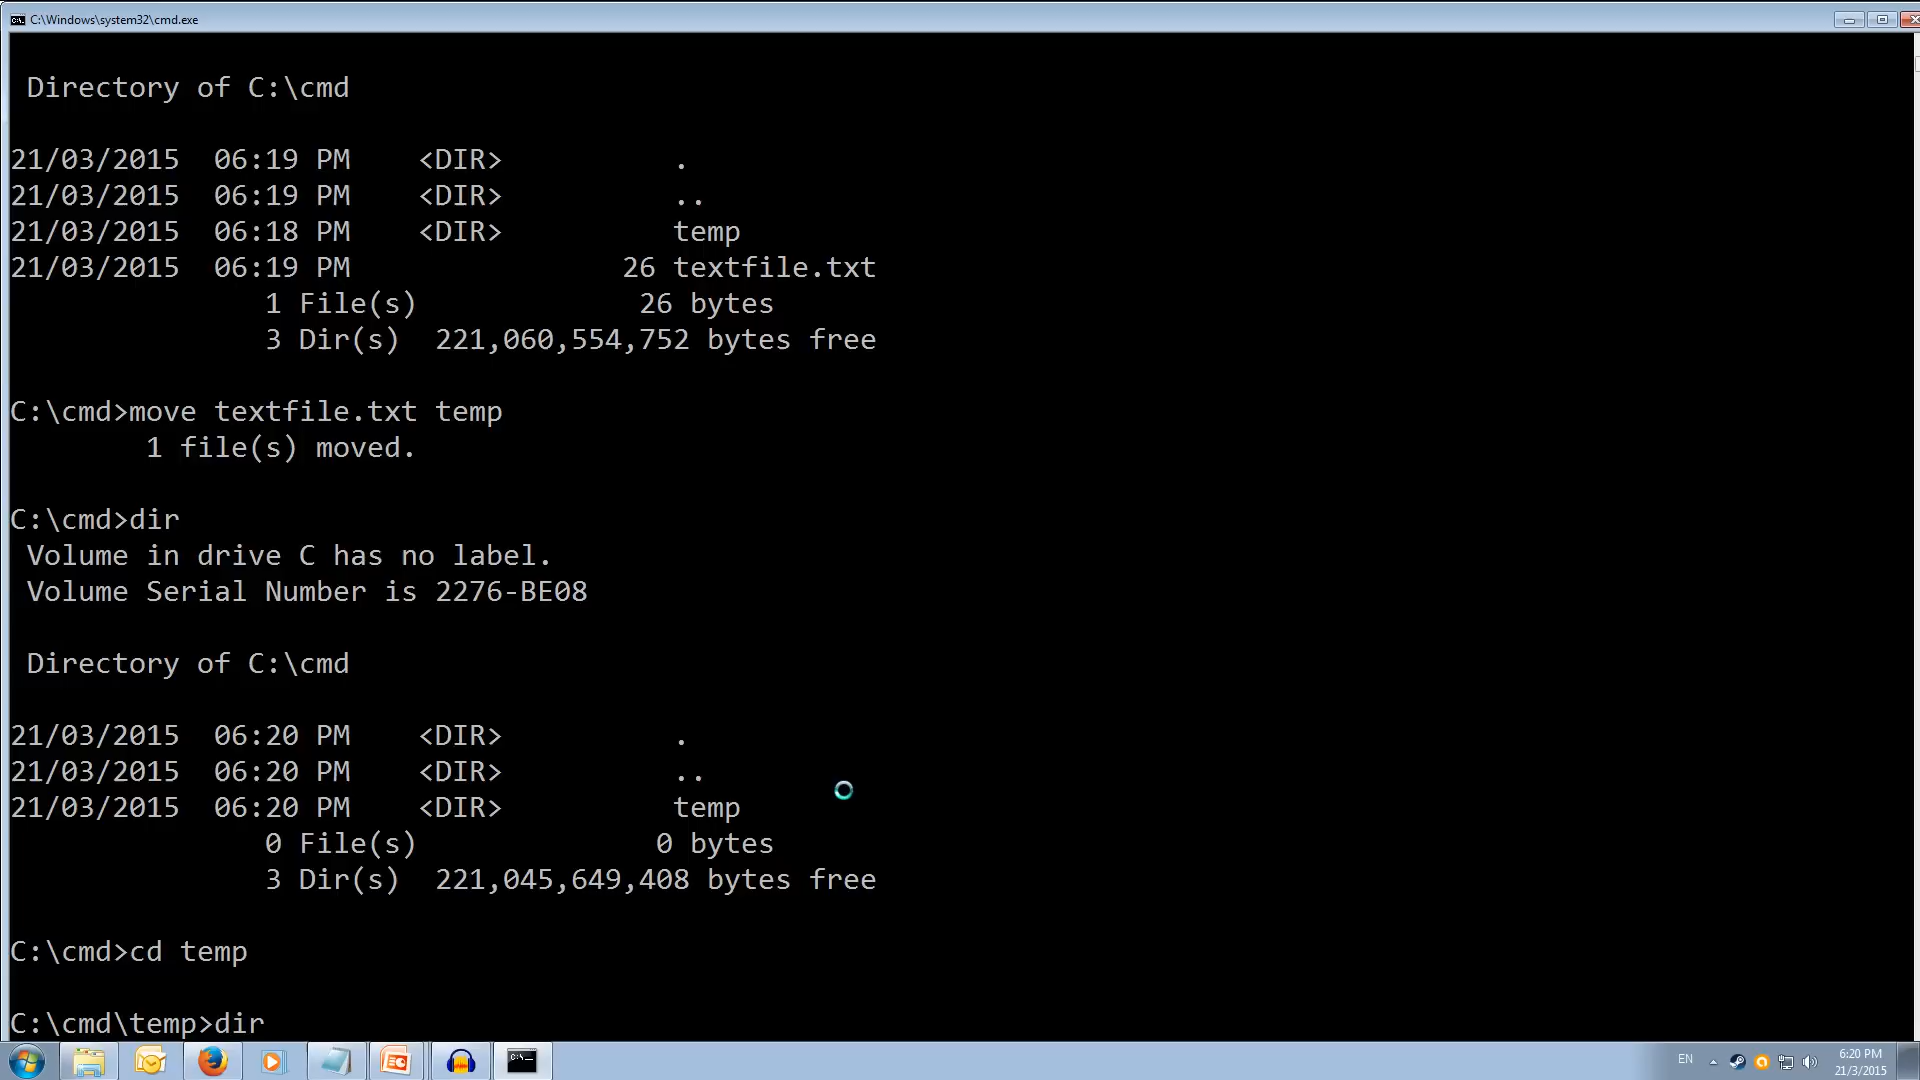 C:\Windows\system32\cmd.exe
Directory of C:\cmd
21/03/2015  06:19 PM    <DIR>          .
21/03/2015  06:19 PM    <DIR>          ..
21/03/2015  06:18 PM    <DIR>          temp
21/03/2015  06:19 PM                26 textfile.txt
1 File(s)             26 bytes
3 Dir(s)  221,060,554,752 bytes free
C:\cmd>move textfile.txt temp
1 file(s) moved.
C:\cmd>dir
Volume in drive C has no label.
Volume Serial Number is 2276-BE08
Directory of C:\cmd
21/03/2015  06:20 PM    <DIR>          .
21/03/2015  06:20 PM    <DIR>          ..
21/03/2015  06:20 PM    <DIR>          temp
0 File(s)              0 bytes
3 Dir(s)  221,045,649,408 bytes free
C:\cmd>cd temp
C:\cmd\temp>dir
EN
6:20 PM
21/3/2015